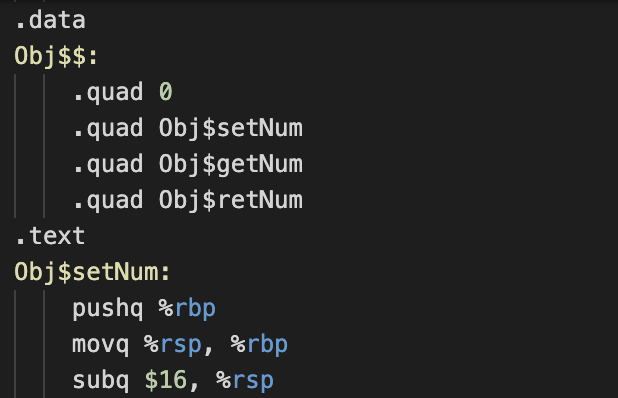 .data
Obj$$:
.quad 0
.quad Obj$setNum
.quad Obj$getNum
.quad Obj$retNum
.text
Obj$setNum:
pushq %rbp
movq %rsp, %rbp
subq $16, %rsp